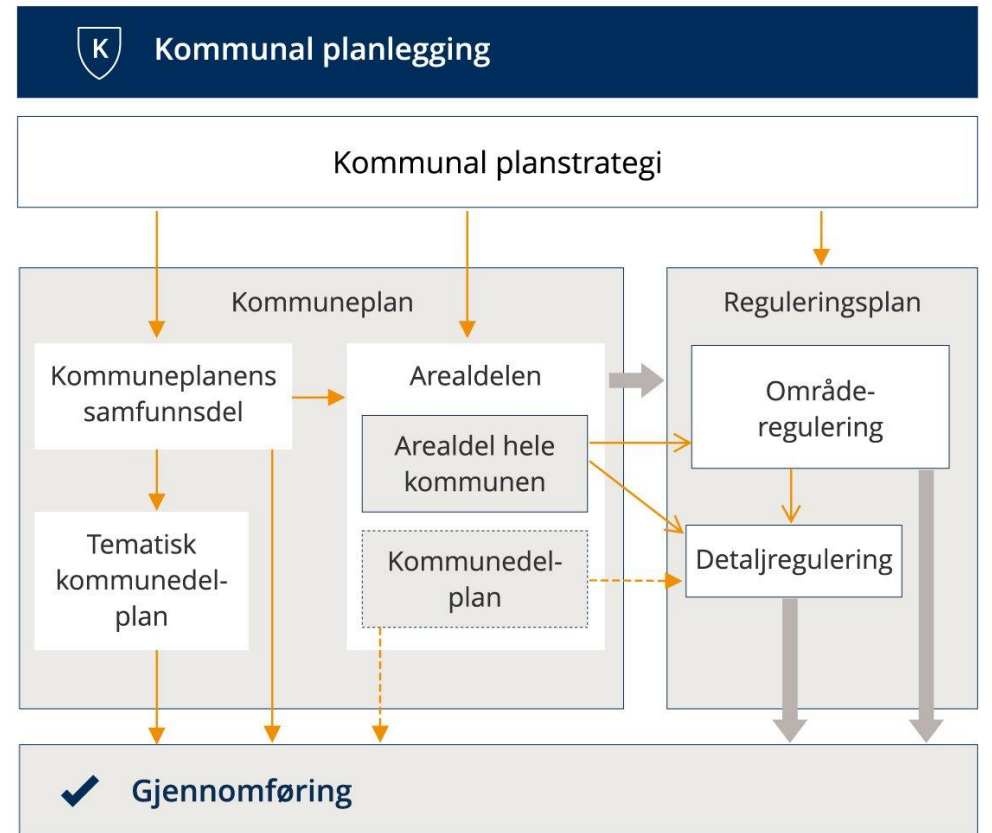 K
Kommunal planlegging
Kommunal planstrategi
Kommuneplan
Kommuneplanens
samfunnsdel
Tematisk
kommunedel-
plan
Arealdelen
Arealdel hele
kommunen
Kommunedel-
plan
Reguleringsplan
Område-
regulering
Detaljregulering
Gjennomføring